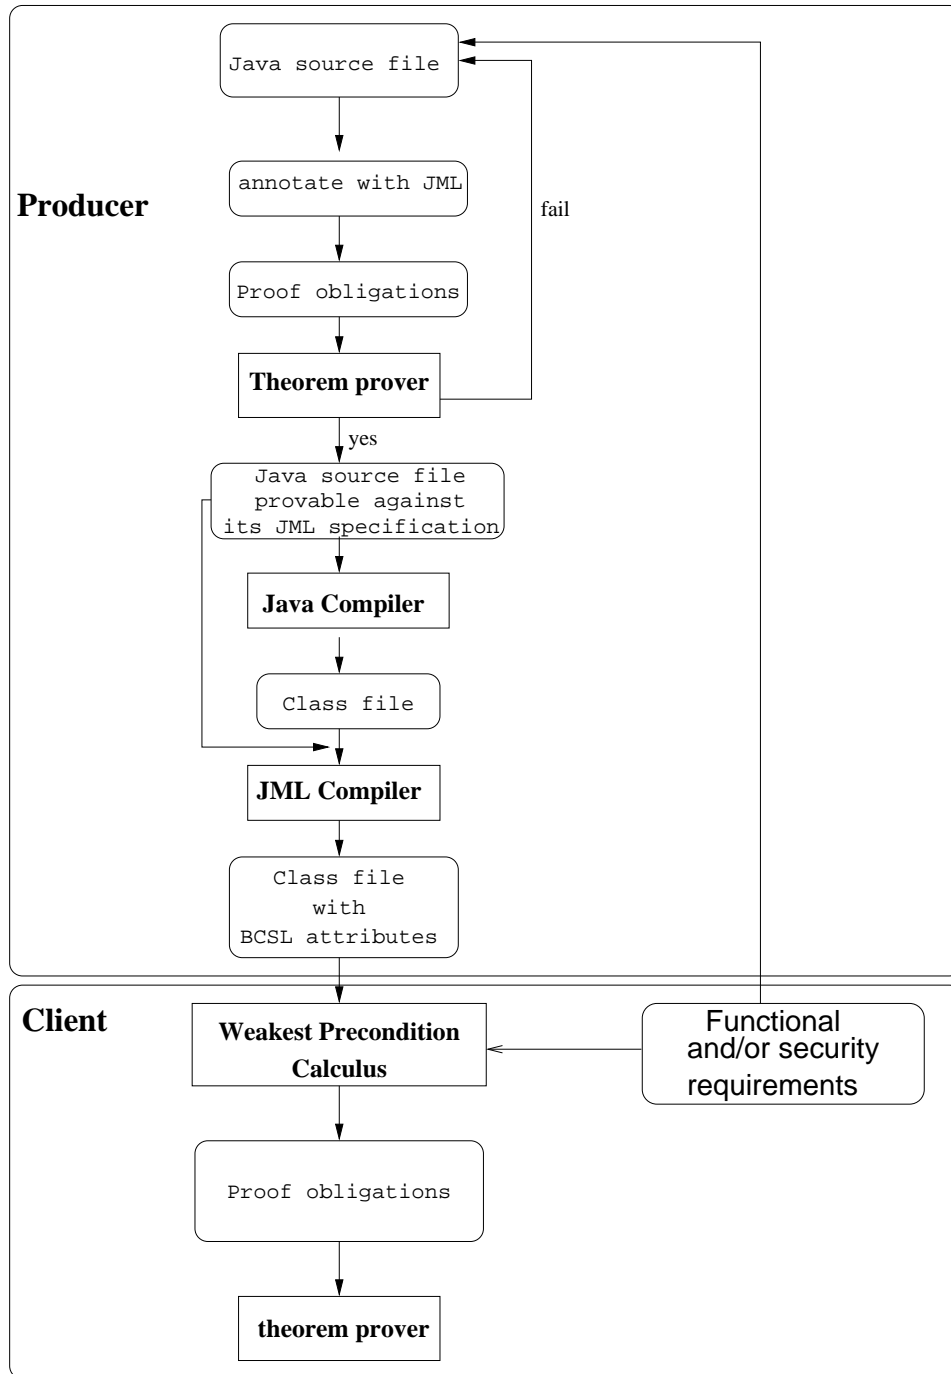 Java source file
annotate with JML
Producer
fail
Proof obligations
Theorem prover
yes
Java source file
provable against
its JML specification
Java Compiler
Class file
JML Compiler
Class file
with
BCSL attributes
Client
Weakest Precondition
Calculus
Functional
and/or security
requirements
Proof obligations
theorem prover